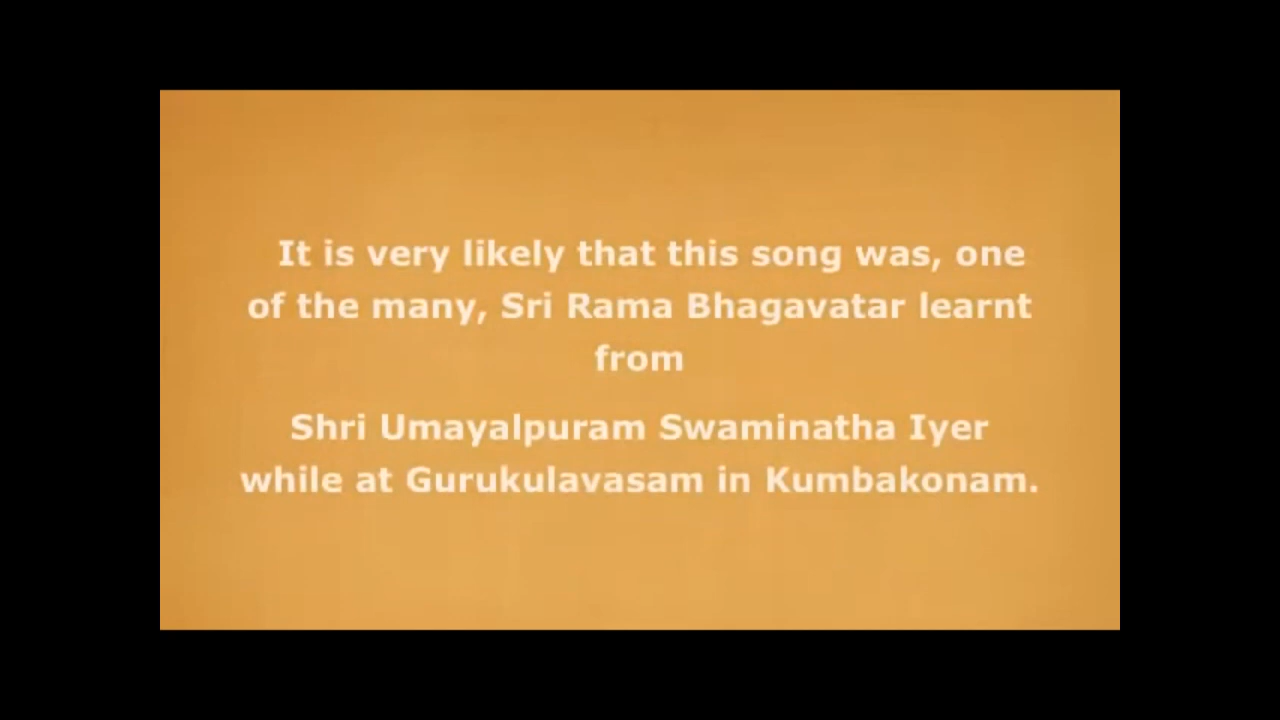 It is very likely that this song was, one
of the many, Sri Rama Bhagavatar learnt
from
Shri Umayalpuram Swaminatha Iyer
while at Gurukulavasam in Kumbakonam.